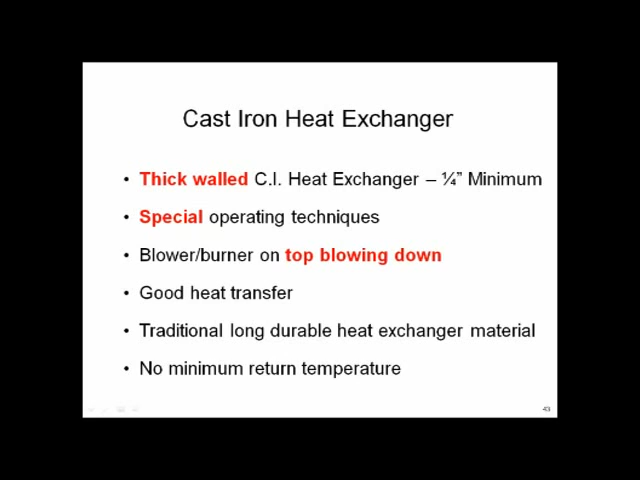 Cast Iron Heat Exchanger
• Thick walled C.I. Heat Exchanger – ¼” Minimum
• Special operating techniques
• Blower/burner on top blowing down
• Good heat transfer
• Traditional long durable heat exchanger material
• No minimum return temperature